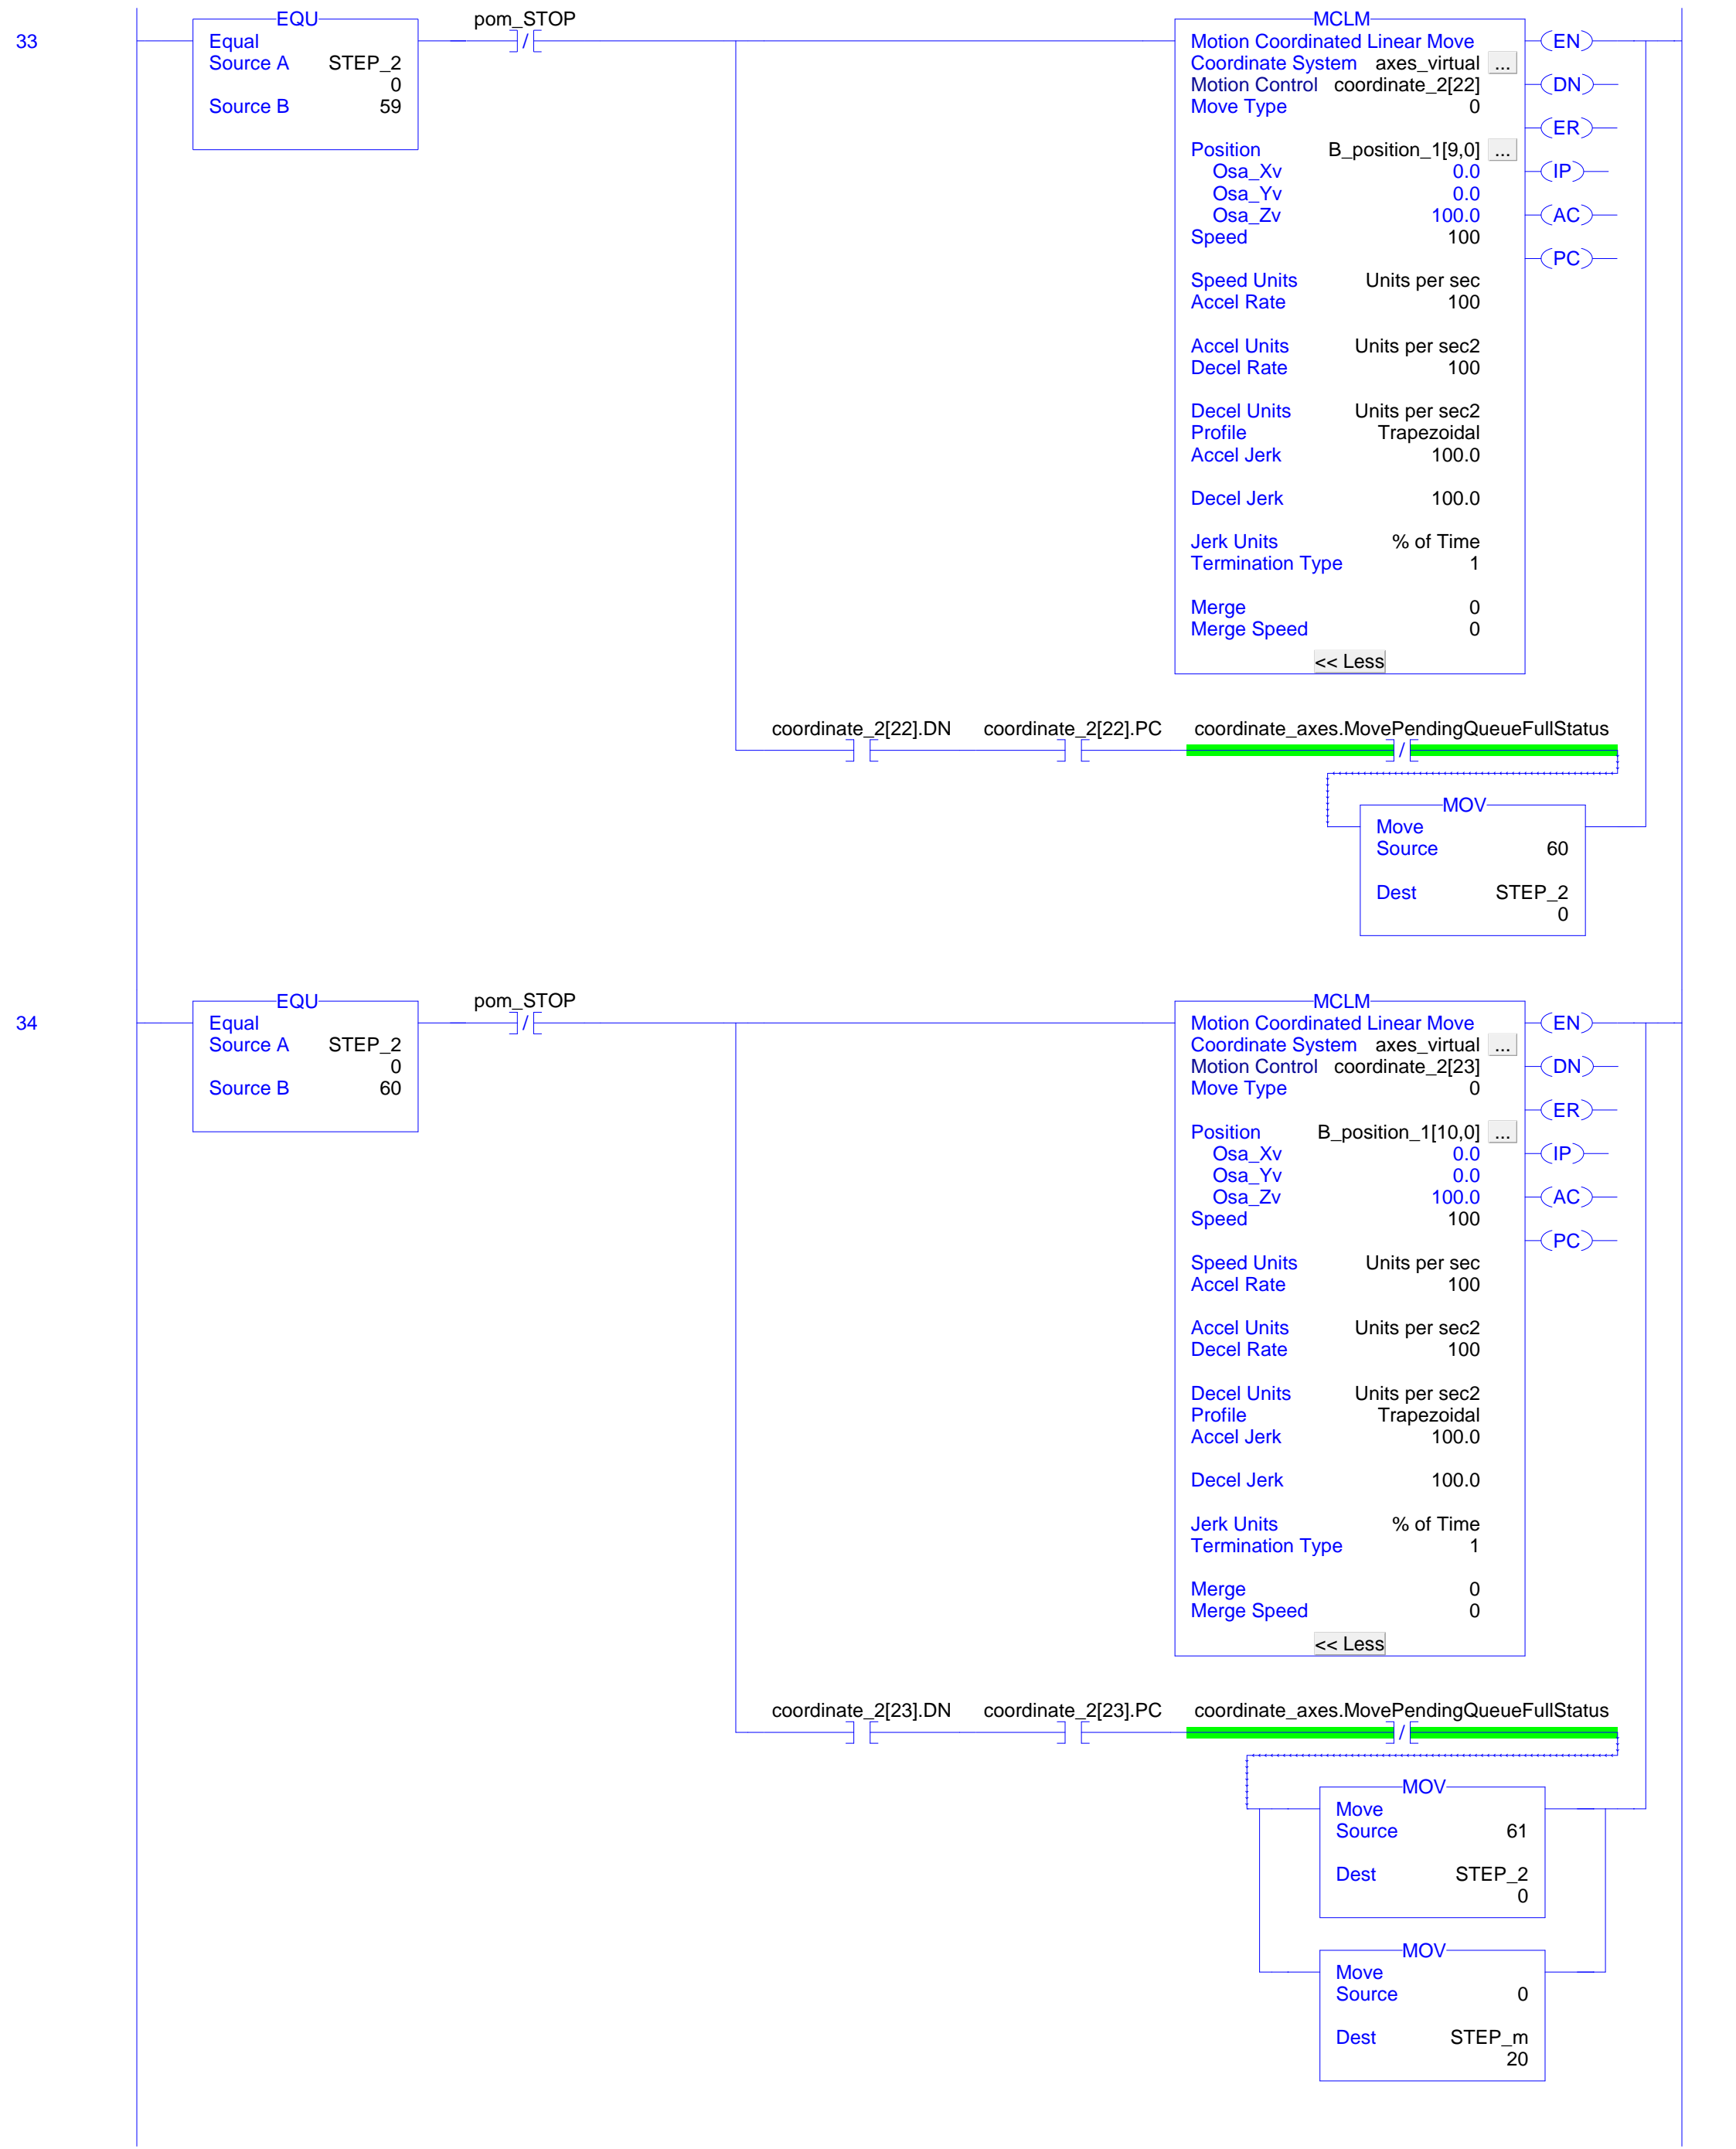 33
EQU
Equal
Source A STEP_2
0
Source B 59
pom_STOP
MCLM
Motion Coordinated Linear Move
Coordinate System axes_virtual ...
Motion Control coordinate_2[22]
Move Type 0
Position B_position_1[9,0] ...
Osa_Xv 0.0
Osa_Yv 0.0
Osa_Zv 100.0
Speed 100
Speed Units Units per sec
Accel Rate 100
Accel Units Units per sec2
Decel Rate 100
Decel Units Units per sec2
Profile Trapezoidal
Accel Jerk 100.0
Decel Jerk 100.0
Jerk Units % of Time
Termination Type 1
Merge 0
Merge Speed 0
<< Less
EN
DN
ER
IP
AC
PC
coordinate_2[22].DN coordinate_2[22].PC coordinate_axes.MovePendingQueueFullStatus
/
MOV
Move
Source 60
Dest STEP_2
0
34
EQU
Equal
Source A STEP_2
0
Source B 60
pom_STOP
MCLM
Motion Coordinated Linear Move
Coordinate System axes_virtual ...
Motion Control coordinate_2[23]
Move Type 0
Position B_position_1[10,0] ...
Osa_Xv 0.0
Osa_Yv 0.0
Osa_Zv 100.0
Speed 100
Speed Units Units per sec
Accel Rate 100
Accel Units Units per sec2
Decel Rate 100
Decel Units Units per sec2
Profile Trapezoidal
Accel Jerk 100.0
Decel Jerk 100.0
Jerk Units % of Time
Termination Type 1
Merge 0
Merge Speed 0
<< Less
EN
DN
ER
IP
AC
PC
coordinate_2[23].DN coordinate_2[23].PC coordinate_axes.MovePendingQueueFullStatus
/
MOV
Move
Source 61
Dest STEP_2
0
MOV
Move
Source 0
Dest STEP_m
20